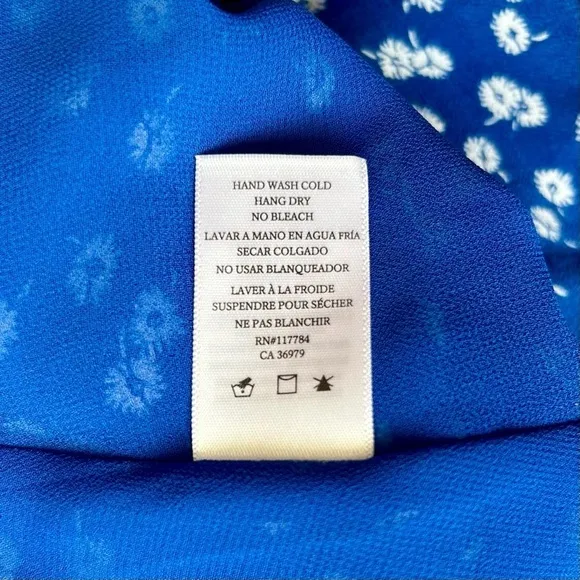 HAND WASH COLD
HANG DRY
NO BLEACH
LAVAR A MANO EN AGUA FRÍA
SECAR COLGADO
NO USAR BLANQUEADOR
LAVER À LA FROIDE
SUSPENDRE POUR SÉCHER
NE PAS BLANCHIR
RN#117784
CA 36979